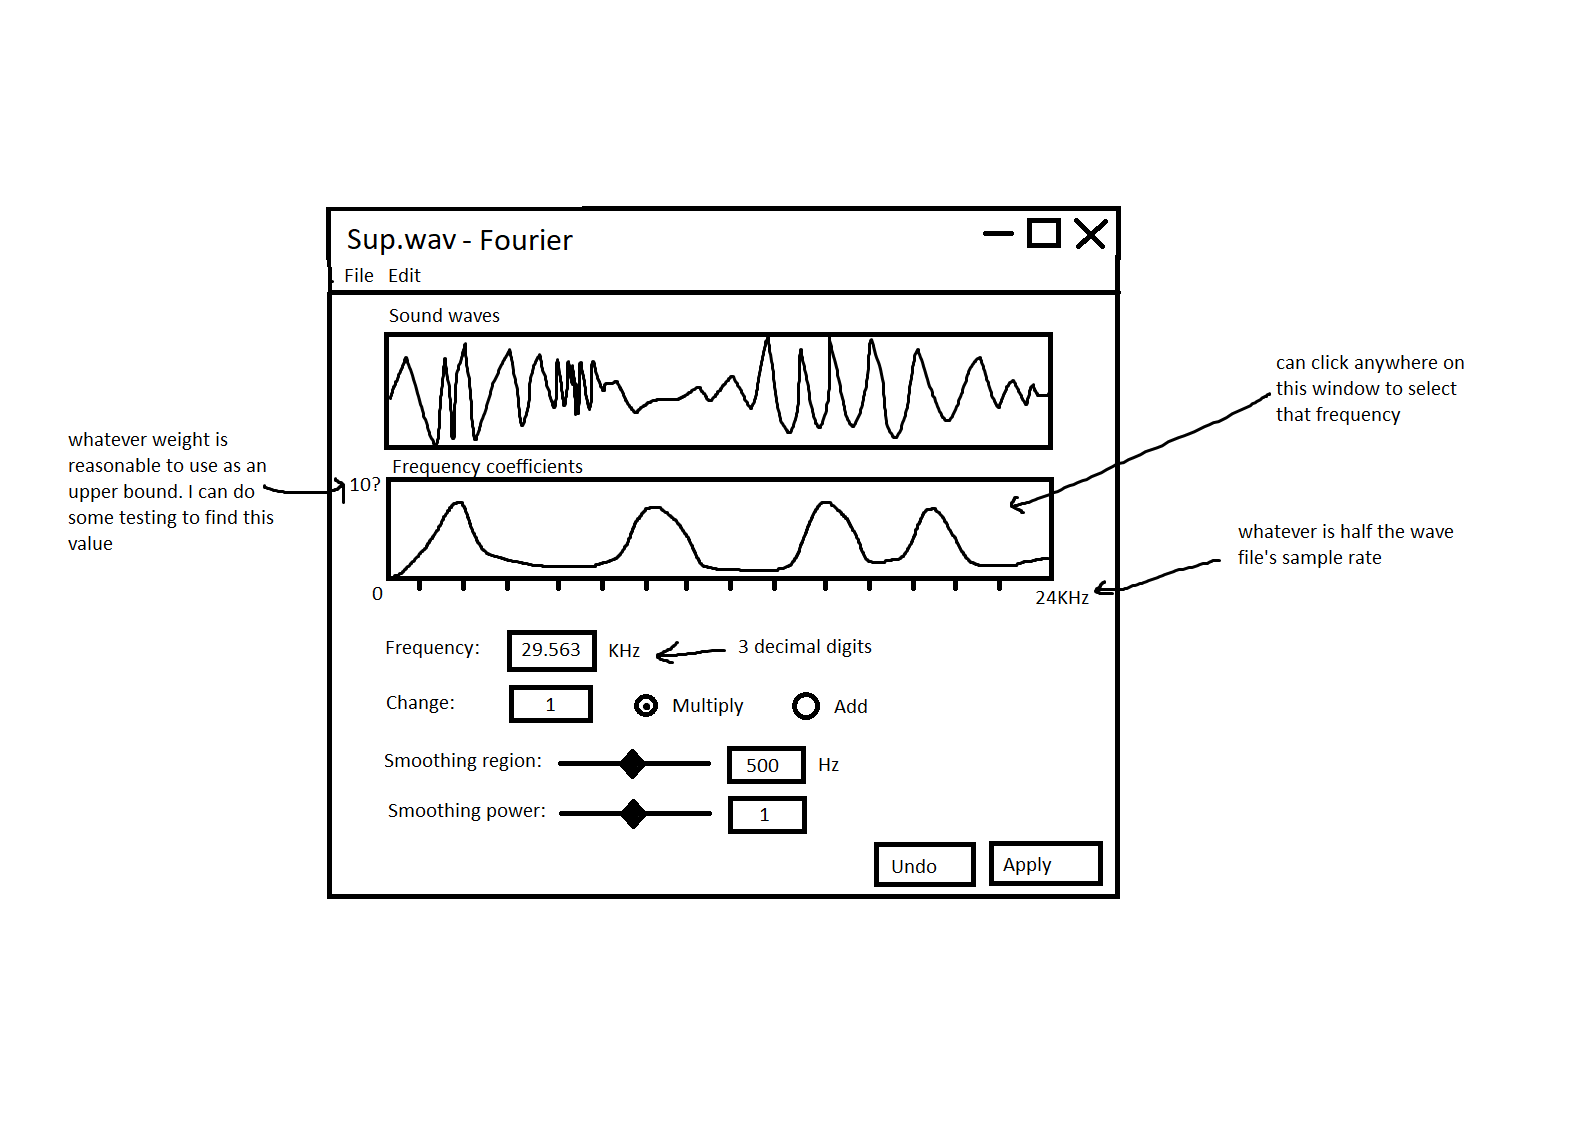 Sup.wav - Fourier
File Edit
Sound waves
can click anywhere on
this window to select
that frequency
whatever weight is
reasonable to use as an
upper bound. I can do
some testing to find this
value
Frequency coefficients
10?
whatever is half the wave
file's sample rate
0
24KHz
Frequency: 29.563 KHz
3 decimal digits
Change: 1 Multiply Add
Smoothing region: 500 Hz
Smoothing power: 1
Undo Apply